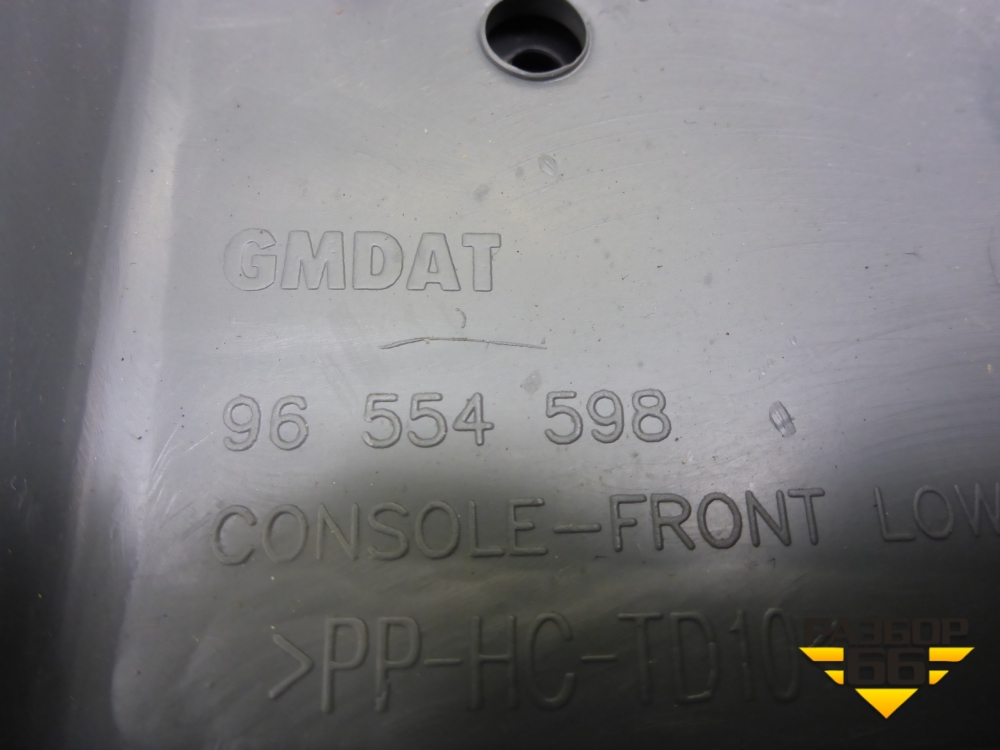 GMDAT
96 554 598
CONSOLE-FRONT LOW
>PP-HC-TD10
РАЗБОР
66